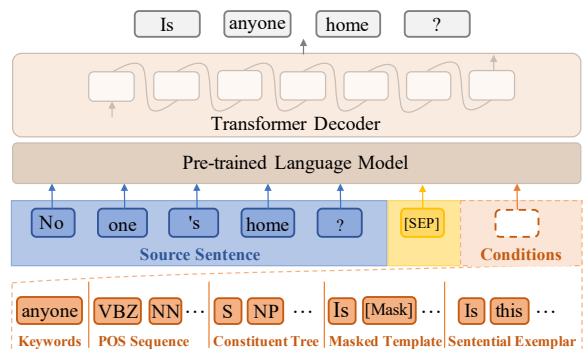 Is anyone home ?
Transformer Decoder
Pre-trained Language Model
No one 's home ? [SEP]
Source Sentence Conditions
anyone VBZ NN ... S NP ... Is [Mask] ... Is this ...
Keywords POS Sequence Constituent Tree Masked Template Sentential Exemplar